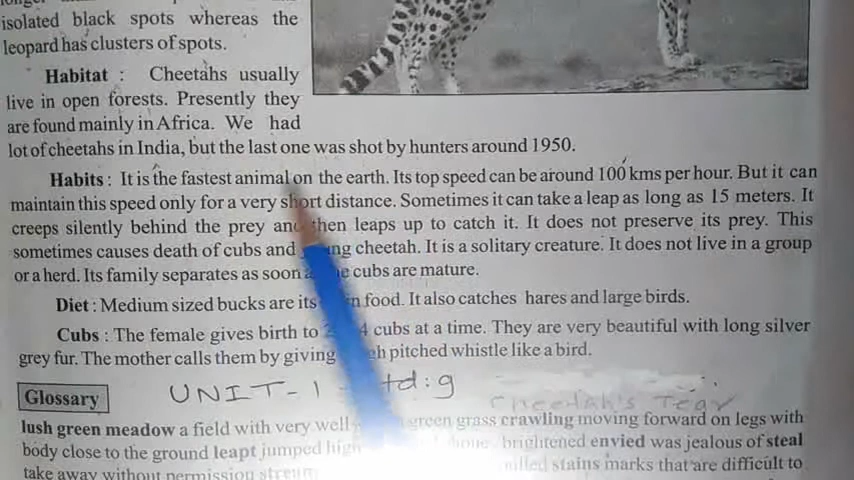 isolated black spots whereas the
leopard has clusters of spots.
Habitat : Cheetahs usually
live in open forests. Presently they
are found mainly in Africa. We had
lot of cheetahs in India, but the last one was shot by hunters around 1950.
Habits : It is the fastest animal on the earth. Its top speed can be around 100 kms per hour. But it can
maintain this speed only for a very short distance. Sometimes it can take a leap as long as 15 meters. It
creeps silently behind the prey and then leaps up to catch it. It does not preserve its prey. This
sometimes causes death of cubs and cheetah. It is a solitary creature. It does not live in a group
or a herd. Its family separates as soon cubs are mature.
Diet : Medium sized bucks are its food. It also catches hares and large birds.
Cubs : The female gives birth to 4 cubs at a time. They are very beautiful with long silver
grey fur. The mother calls them by giving pitched whistle like a bird.
Glossary UNIT-1 td:9
Cheetah's Tear
lush green meadow a field with very well green grass crawling moving forward on legs with
body close to the ground leapt jumped high brightened envied was jealous of steal
take away without permission stains marks that are difficult to